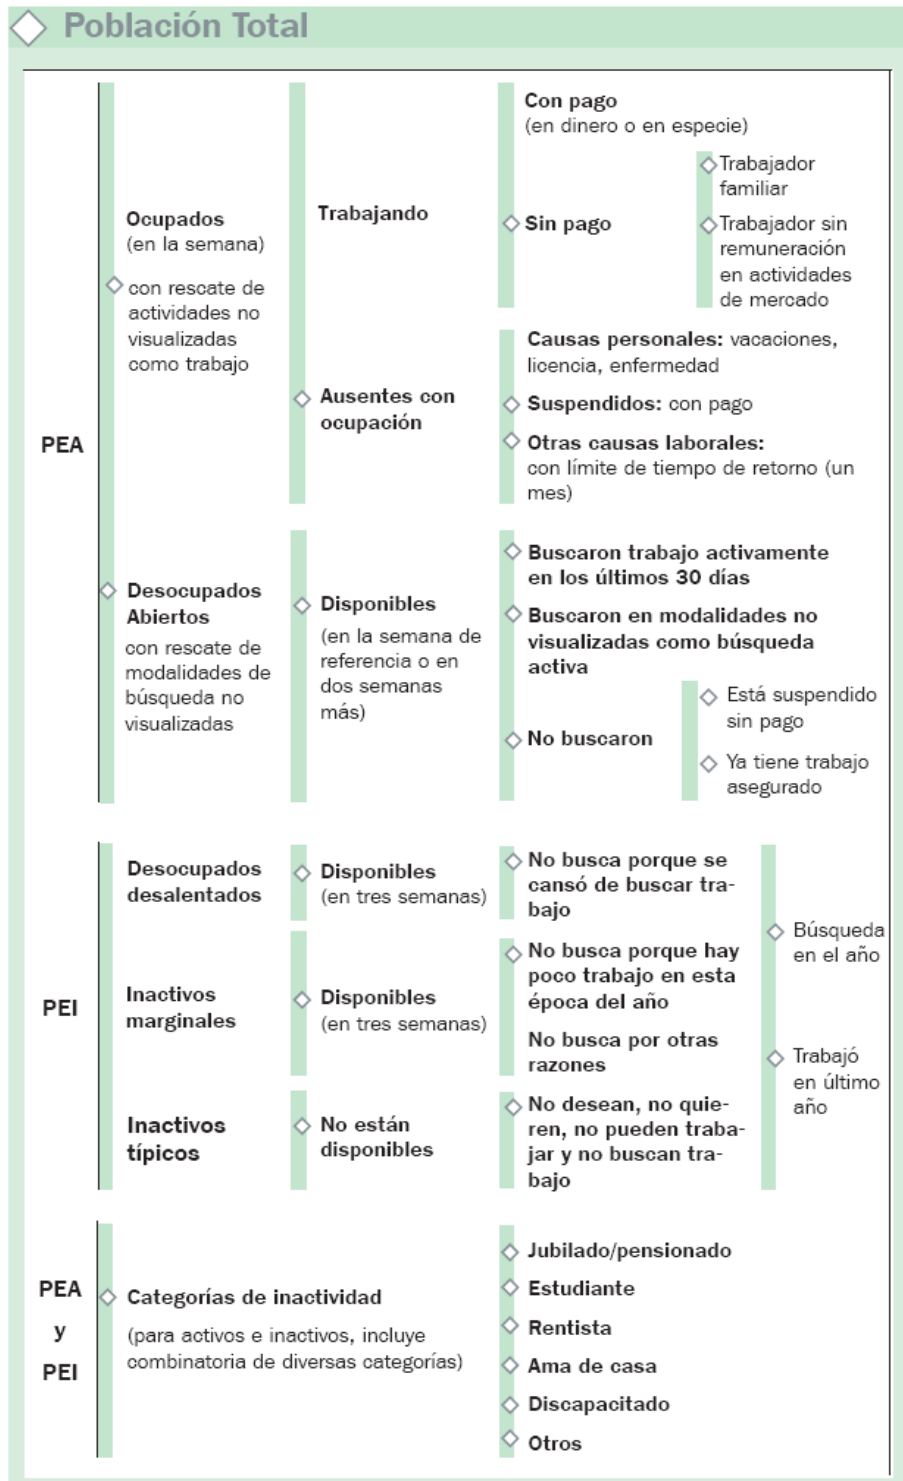 Población Total
PEA
Ocupados
(en la semana)
con rescate de
actividades no
visualizadas
como trabajo
Trabajando
Con pago
(en dinero o en especie)
Sin pago
Trabajador
familiar
Trabajador sin
remuneración
en actividades
de mercado
Ausentes con
ocupación
Causas personales: vacaciones,
licencia, enfermedad
Suspendidos: con pago
Otras causas laborales:
con límite de tiempo de retorno (un
mes)
Desocupados
Abiertos
con rescate de
modalidades de
búsqueda no
visualizadas
Disponibles
(en la semana de
referencia o en
dos semanas
más)
Buscaron trabajo activamente
en los últimos 30 días
Buscaron en modalidades no
visualizadas como búsqueda
activa
No buscaron
Está suspendido
sin pago
Ya tiene trabajo
asegurado
PEI
Desocupados
desalentados
Disponibles
(en tres semanas)
No busca porque se
cansó de buscar tra-
bajo
Inactivos
marginales
Disponibles
(en tres semanas)
No busca porque hay
poco trabajo en esta
época del año
No busca por otras
razones
Inactivos
típicos
No están
disponibles
No desean, no quie-
ren, no pueden traba-
jar y no buscan tra-
bajo
Búsqueda
en el año
Trabajó
en último
año
PEA
y
PEI
Categorías de inactividad
(para activos e inactivos, incluye
combinatoria de diversas categorías)
Jubilado/pensionado
Estudiante
Rentista
Ama de casa
Discapacitado
Otros